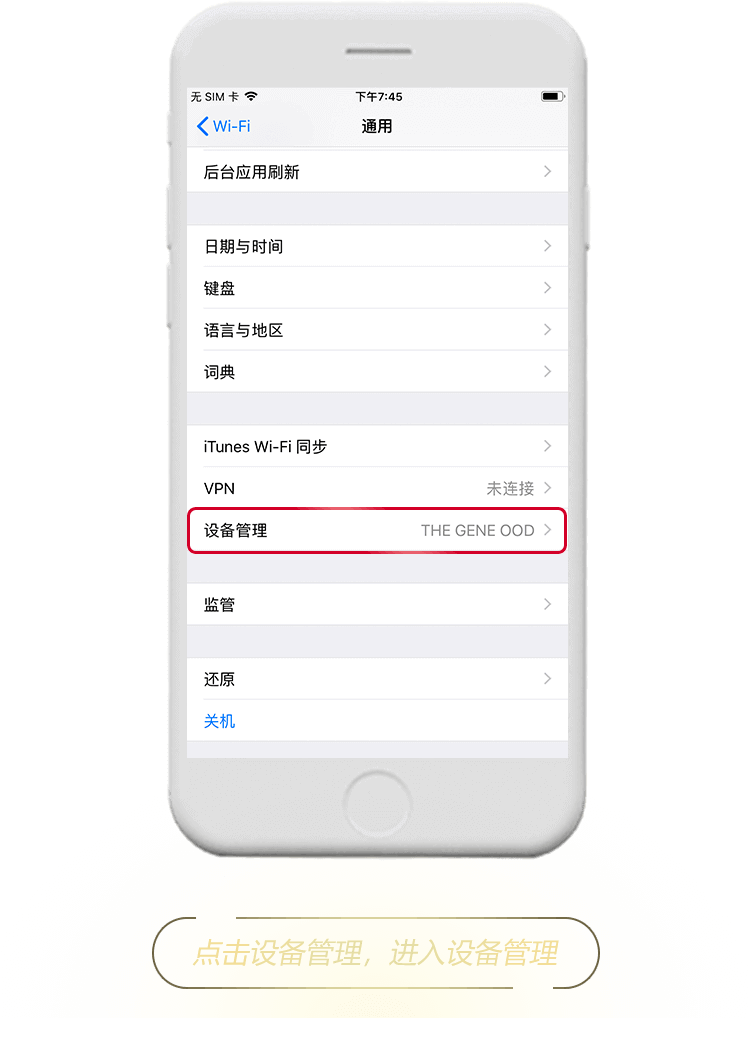 无 SIM 卡 下午7:45
Wi-Fi 通用
后台应用刷新
日期与时间
键盘
语言与地区
词典
iTunes Wi-Fi 同步
VPN 未连接
设备管理 THE GENE OOD
监管
还原
关机
点击设备管理，进入设备管理